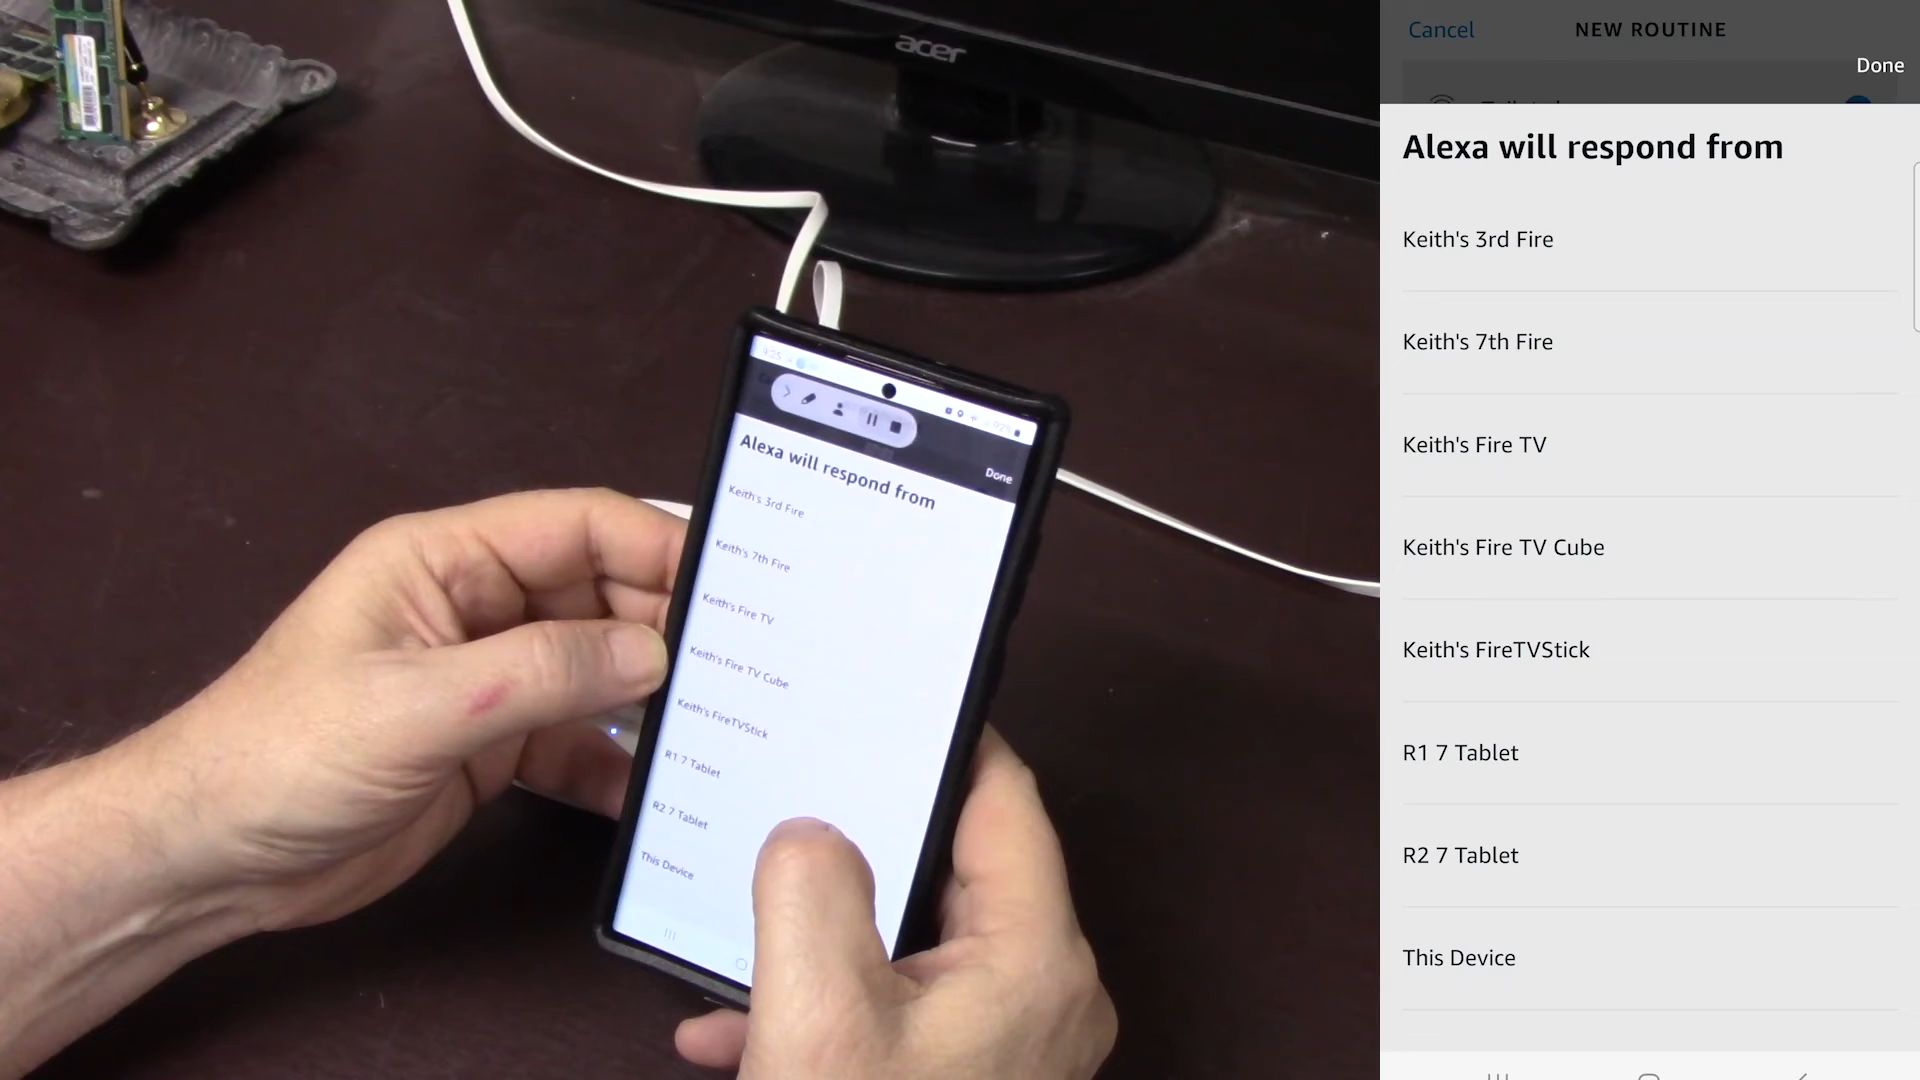 acer
9:25
Done
Alexa will respond from
Keith's 3rd Fire
Keith's 7th Fire
Keith's Fire TV
Keith's Fire TV Cube
Keith's FireTVStick
R1 7 Tablet
R2 7 Tablet
This Device
Cancel
NEW ROUTINE
Done
Alexa will respond from
Keith's 3rd Fire
Keith's 7th Fire
Keith's Fire TV
Keith's Fire TV Cube
Keith's FireTVStick
R1 7 Tablet
R2 7 Tablet
This Device